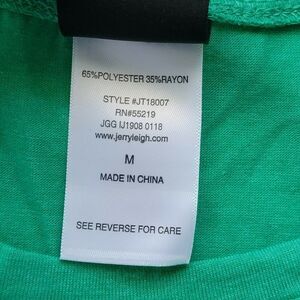 65%POLYESTER 35%RAYON
STYLE #JT18007
RN#55219
JGG IJ1908 0118
www.jerryleigh.com
M
MADE IN CHINA
SEE REVERSE FOR CARE